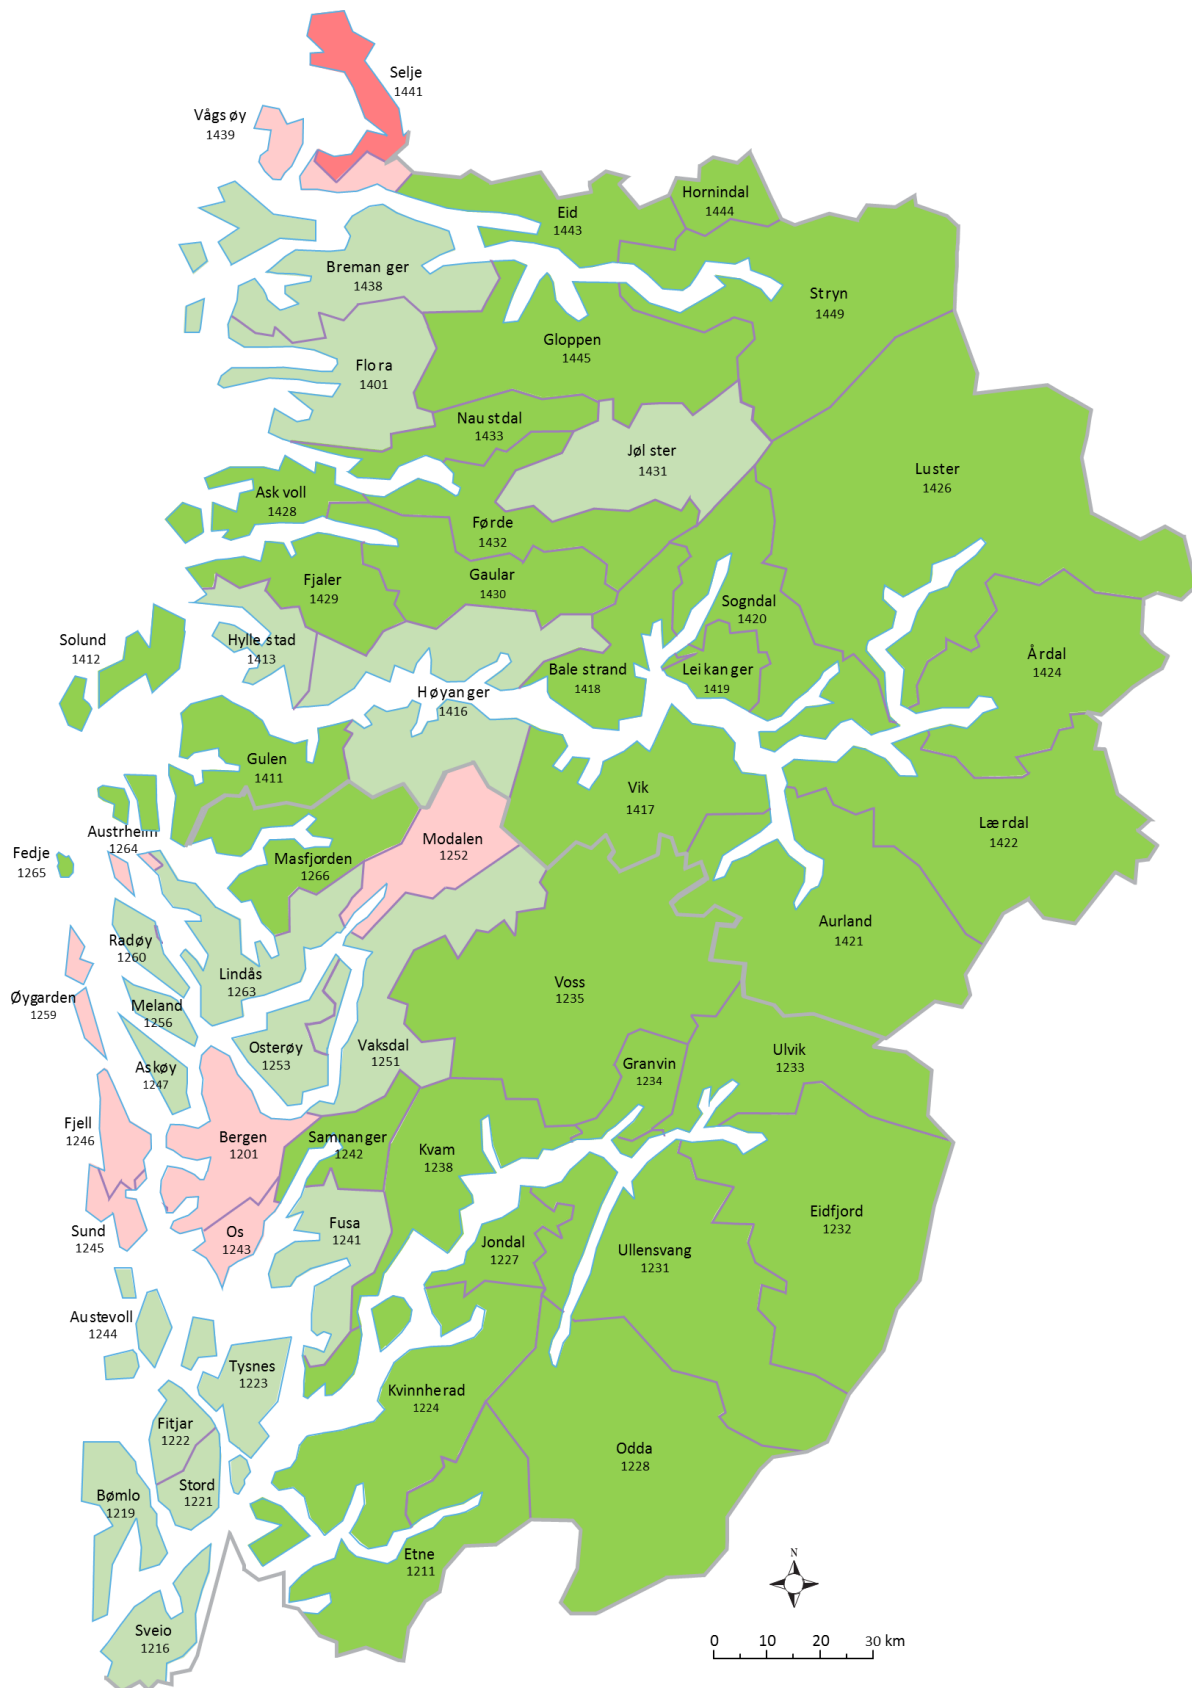 Selje
1441
Vågsøy
1439
Hornindal
1444
Eid
1443
Bremanger
1438
Stryn
1449
Gloppen
1445
Flora
1401
Naustdal
1433
Jølster
1431
Luster
1426
Askvoll
1428
Førde
1432
Gaular
1430
Fjaler
1429
Sogndal
1420
Solund
1412
Hyllestad
1413
Årdal
1424
Balestrand
1418
Leikanger
1419
Høyanger
1416
Gulen
1411
Vik
1417
Lærdal
1422
Austrheim
1264
Modalen
1252
Fedje
1265
Masfjorden
1266
Aurland
1421
Radøy
1260
Lindås
1263
Voss
1235
Øygarden
1259
Meland
1256
Osterøy
1253
Vaksdal
1251
Ulvik
1233
Granvin
1234
Askøy
1247
Fjell
1246
Bergen
1201
Samnanger
1242
Kvam
1238
Eidfjord
1232
Sund
1245
Os
1243
Fusa
1241
Jondal
1227
Ullensvang
1231
Austevoll
1244
Tysnes
1223
Kvinnherad
1224
Fitjar
1222
Odda
1228
Stord
1221
Bømlo
1219
Etne
1211
N
Sveio
1216
0 10 20 30 km